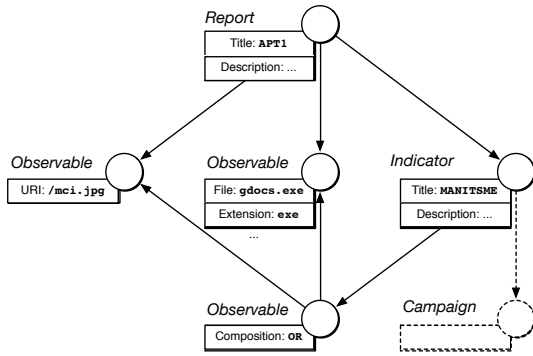 Report
Title: APT1
Description: ...
Observable
URI: /mci.jpg
Observable
File: gdocs.exe
Extension: exe
...
Indicator
Title: MANITSME
Description: ...
Observable
Composition: OR
Campaign